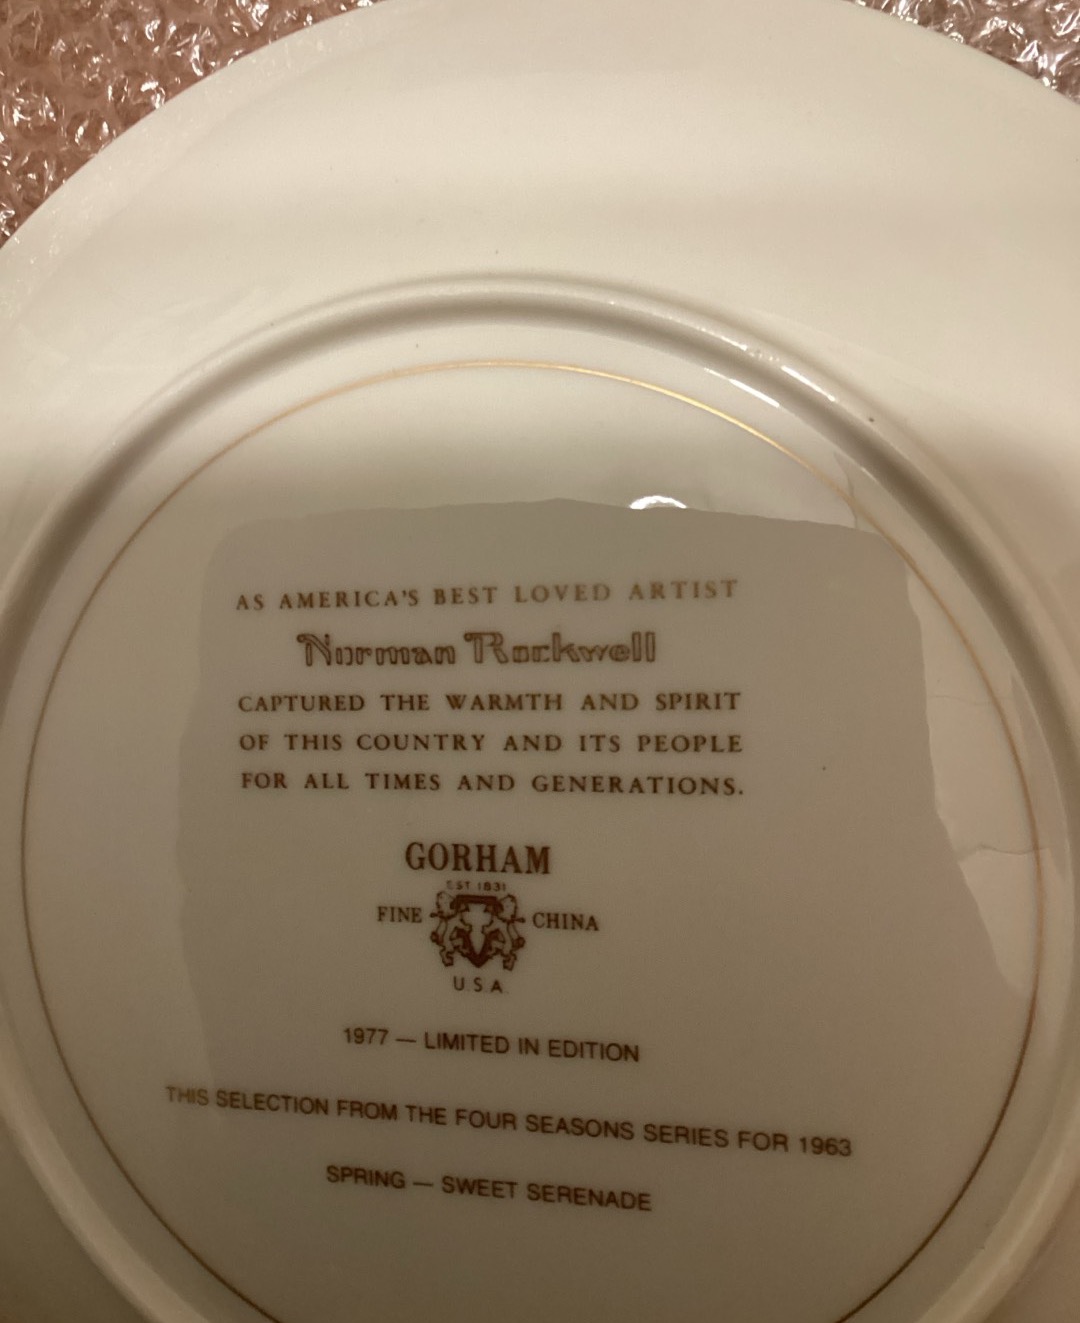 AS AMERICA'S BEST LOVED ARTIST
Norman Rockwell
CAPTURED THE WARMTH AND SPIRIT
OF THIS COUNTRY AND ITS PEOPLE
FOR ALL TIMES AND GENERATIONS.
GORHAM
EST 1831
FINE CHINA
U.S.A.
1977 — LIMITED IN EDITION
THIS SELECTION FROM THE FOUR SEASONS SERIES FOR 1963
SPRING — SWEET SERENADE